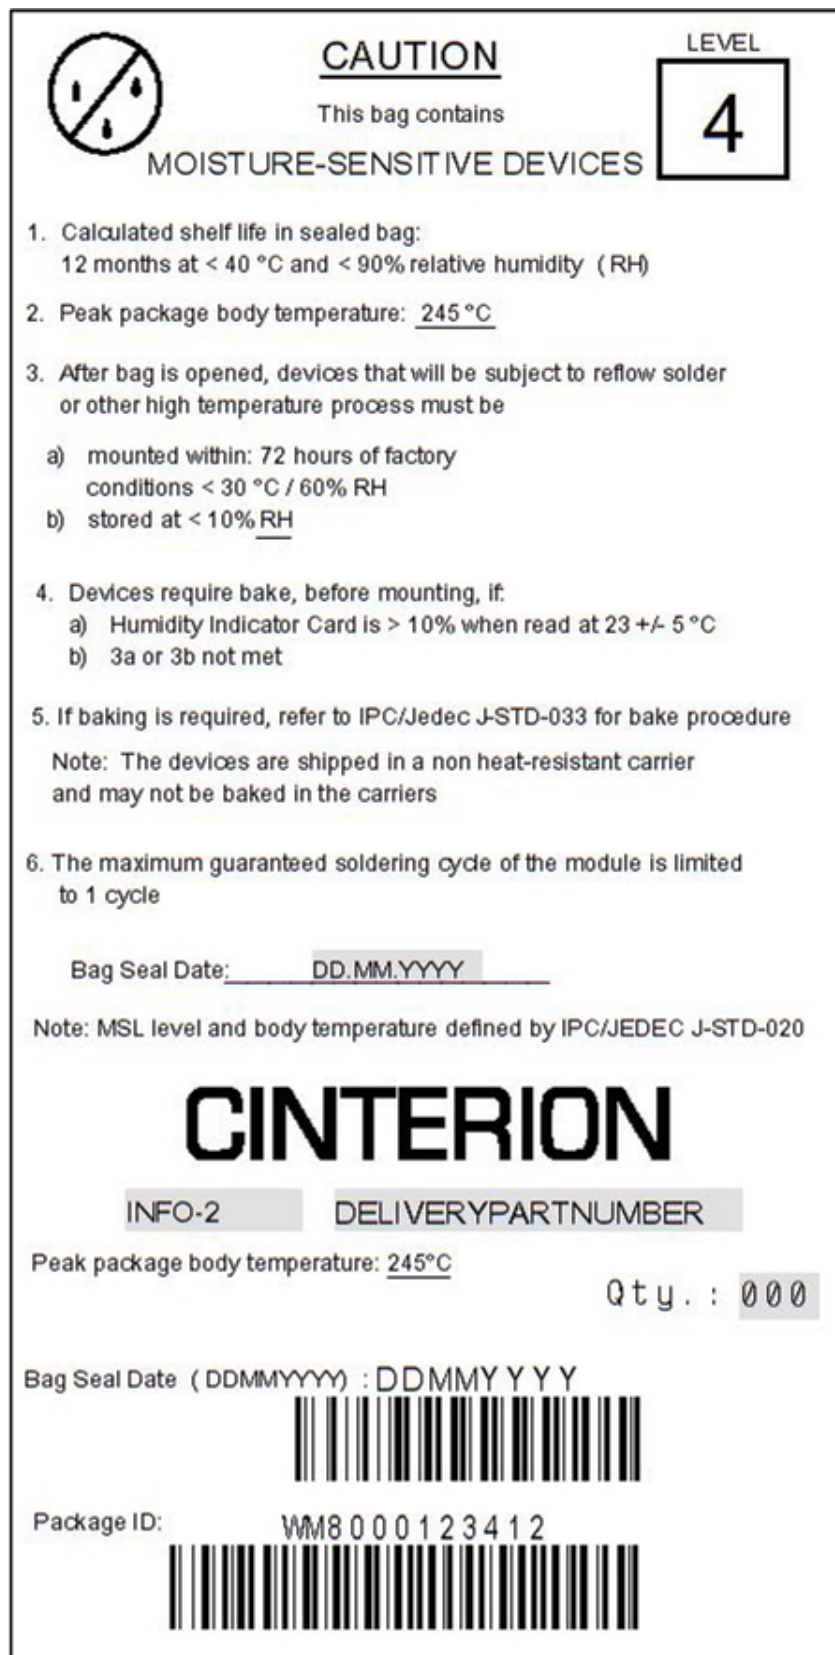 CAUTION
LEVEL
4
This bag contains
MOISTURE-SENSITIVE DEVICES
1. Calculated shelf life in sealed bag:
12 months at < 40 °C and < 90% relative humidity ( RH)
2. Peak package body temperature: 245 °C
3. After bag is opened, devices that will be subject to reflow solder
or other high temperature process must be
a) mounted within: 72 hours of factory
conditions < 30 °C / 60% RH
b) stored at < 10% RH
4. Devices require bake, before mounting, if:
a) Humidity Indicator Card is > 10% when read at 23 +/- 5 °C
b) 3a or 3b not met
5. If baking is required, refer to IPC/Jedec J-STD-033 for bake procedure
Note: The devices are shipped in a non heat-resistant carrier
and may not be baked in the carriers
6. The maximum guaranteed soldering cycle of the module is limited
to 1 cycle
Bag Seal Date: DD.MM.YYYY
Note: MSL level and body temperature defined by IPC/JEDEC J-STD-020
CINTERION
INFO-2 DELIVERYPARTNUMBER
Peak package body temperature: 245°C
Qty.: 000
Bag Seal Date ( DDMMYYYY) : DDMMYYYY
Package ID: WM8000123412